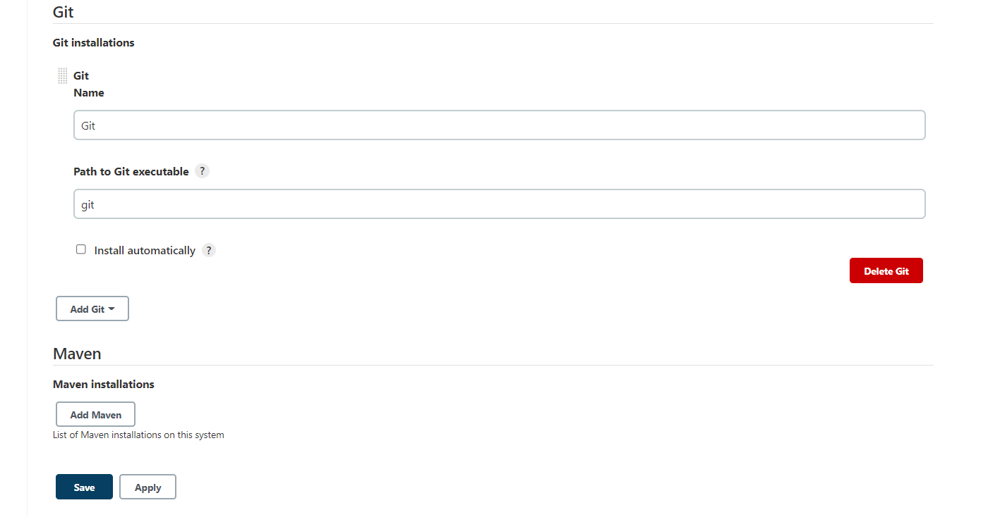 Git
Git installations
Git
Name
Git
Path to Git executable ?
git
Install automatically ?
Delete Git
Add Git
Maven
Maven installations
Add Maven
List of Maven installations on this system
Save Apply